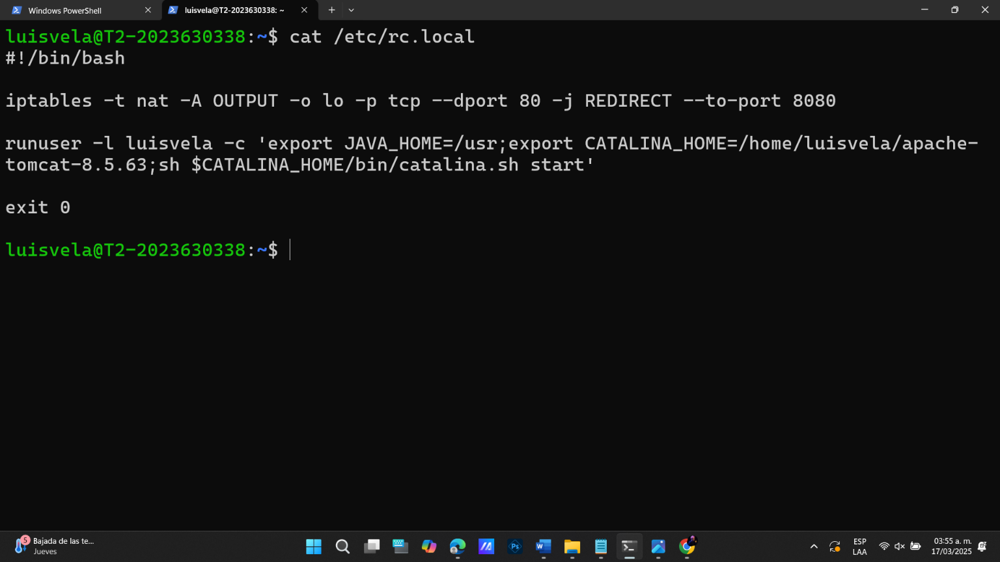 Windows PowerShell
luisvela@T2-2023630338: ~
luisvela@T2-2023630338:~$ cat /etc/rc.local
#!/bin/bash
iptables -t nat -A OUTPUT -o lo -p tcp --dport 80 -j REDIRECT --to-port 8080
runuser -l luisvela -c 'export JAVA_HOME=/usr;export CATALINA_HOME=/home/luisvela/apache-
tomcat-8.5.63;sh $CATALINA_HOME/bin/catalina.sh start'
exit 0
luisvela@T2-2023630338:~$
5
Bajada de las te...
Jueves
Ps
W
ESP
LAA
03:55 a. m.
17/03/2025